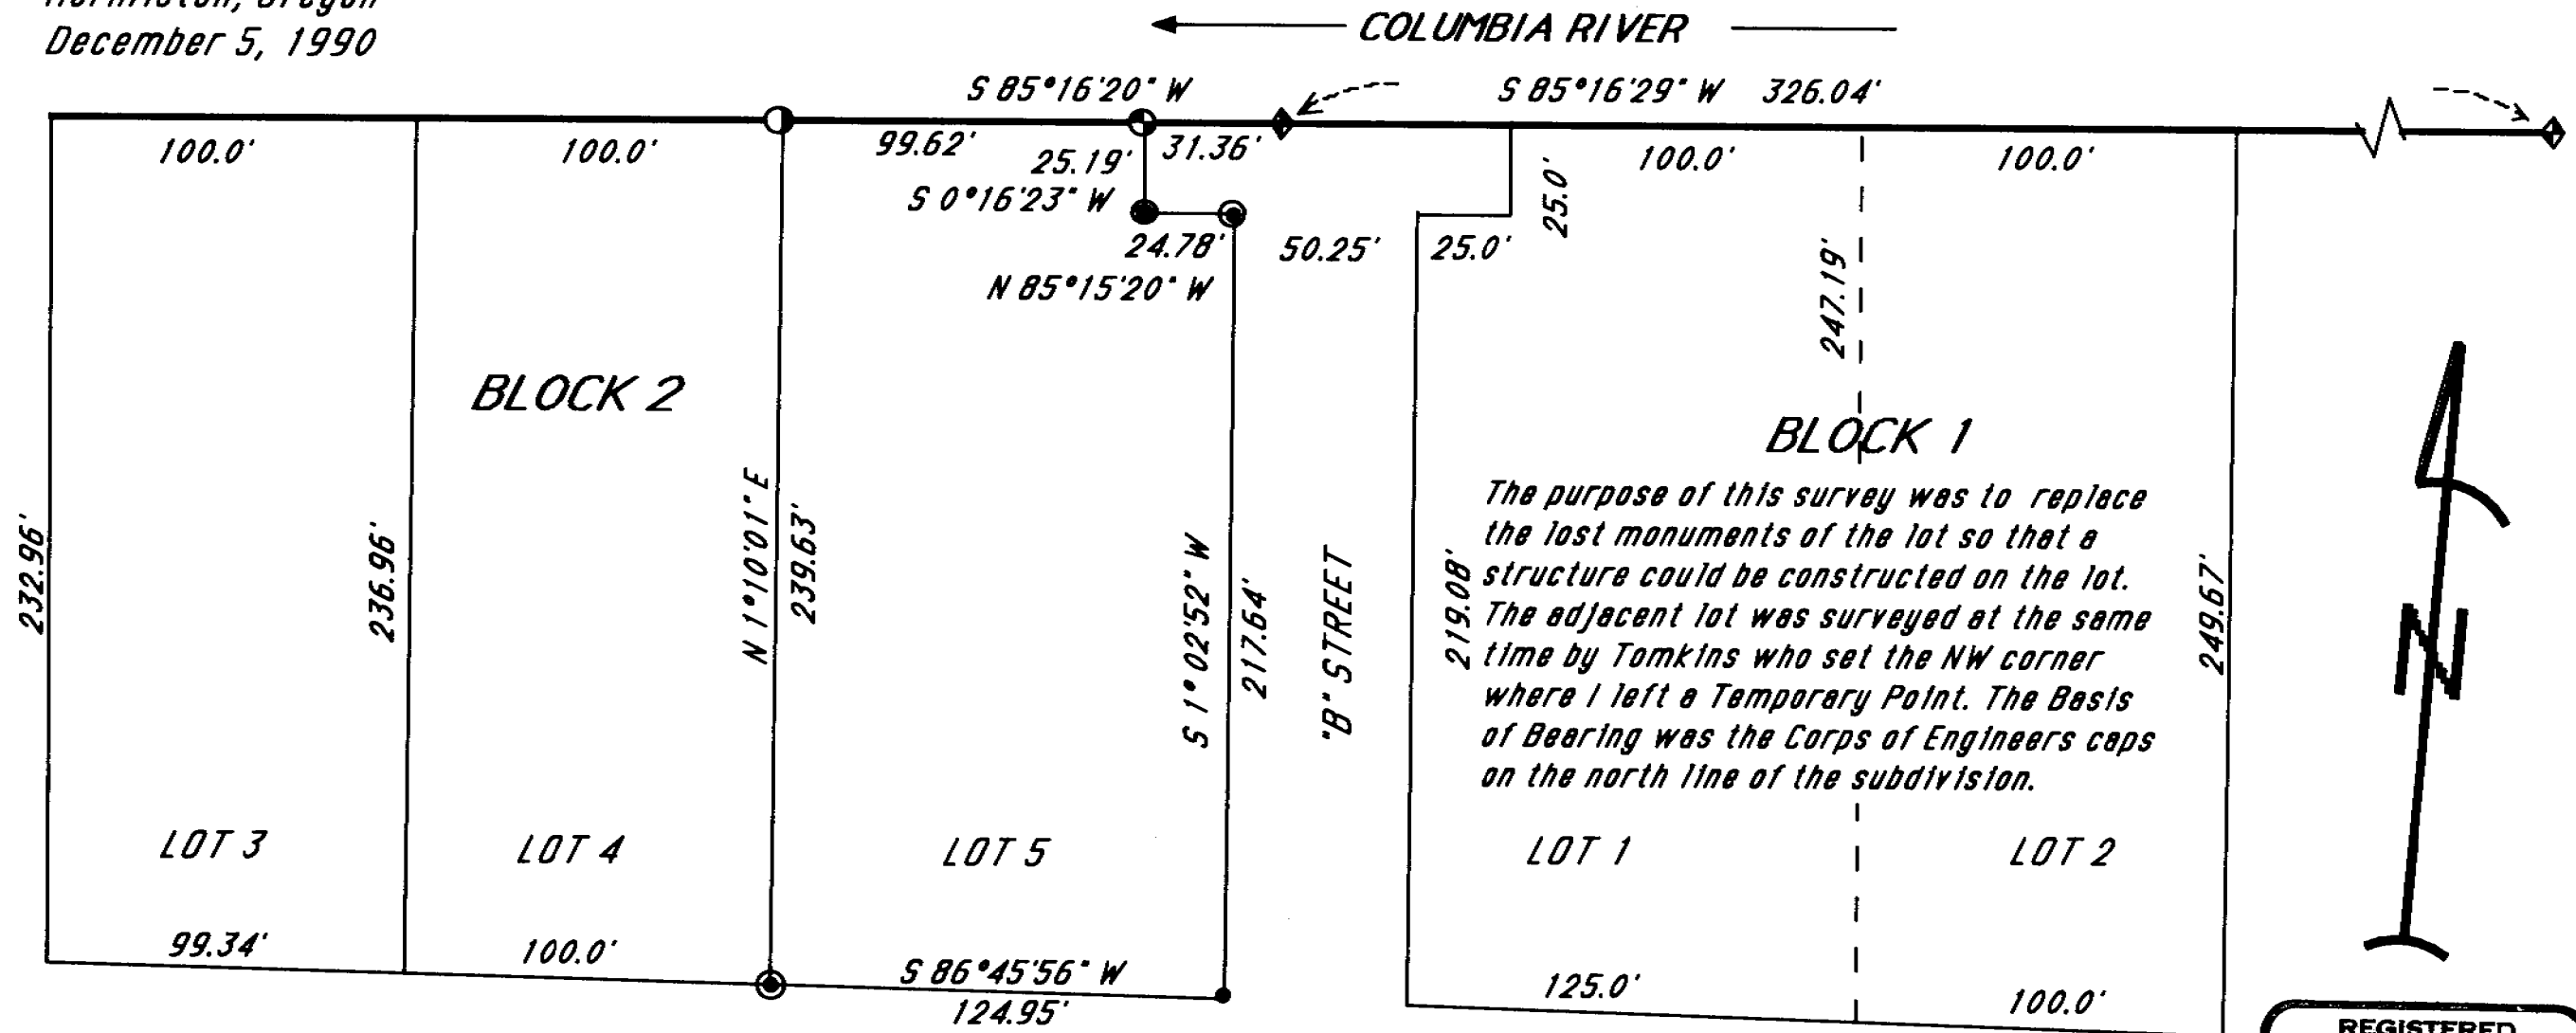 Hermiston, Oregon
December 5, 1990
COLUMBIA RIVER
S 85°16'20" W
S 85°16'29" W 326.04'
100.0'
100.0'
99.62'
31.36'
100.0'
100.0'
25.19'
S 0°16'23" W
25.0'
24.78'
50.25'
25.0'
N 85°15'20" W
247.19'
BLOCK 2
BLOCK 1
The purpose of this survey was to replace
the lost monuments of the lot so that a
structure could be constructed on the lot.
The adjacent lot was surveyed at the same
time by Tomkins who set the NW corner
where I left a Temporary Point. The Basis
of Bearing was the Corps of Engineers caps
on the north line of the subdivision.
232.96'
236.96'
N 1°10'01" E
239.63'
S 1°02'52" W
217.64'
"B" STREET
219.08'
249.67'
N
LOT 3
LOT 4
LOT 5
LOT 1
LOT 2
99.34'
100.0'
S 86°45'56" W
124.95'
125.0'
100.0'
REGISTERED